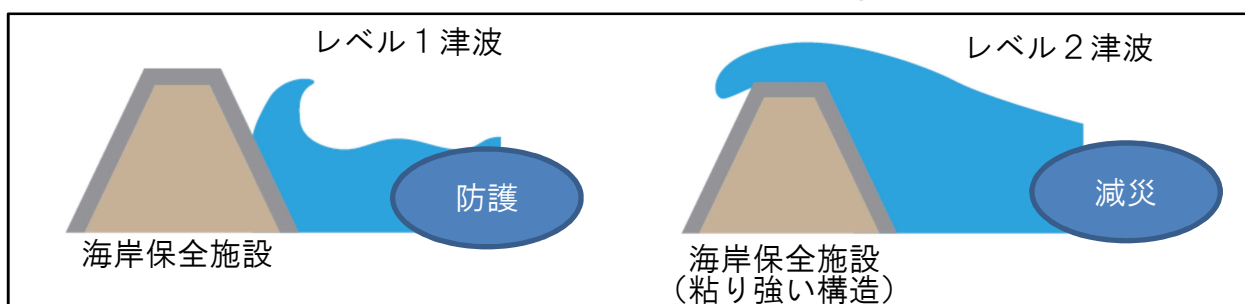 レベル１津波
防護
海岸保全施設
レベル２津波
減災
海岸保全施設
（粘り強い構造）